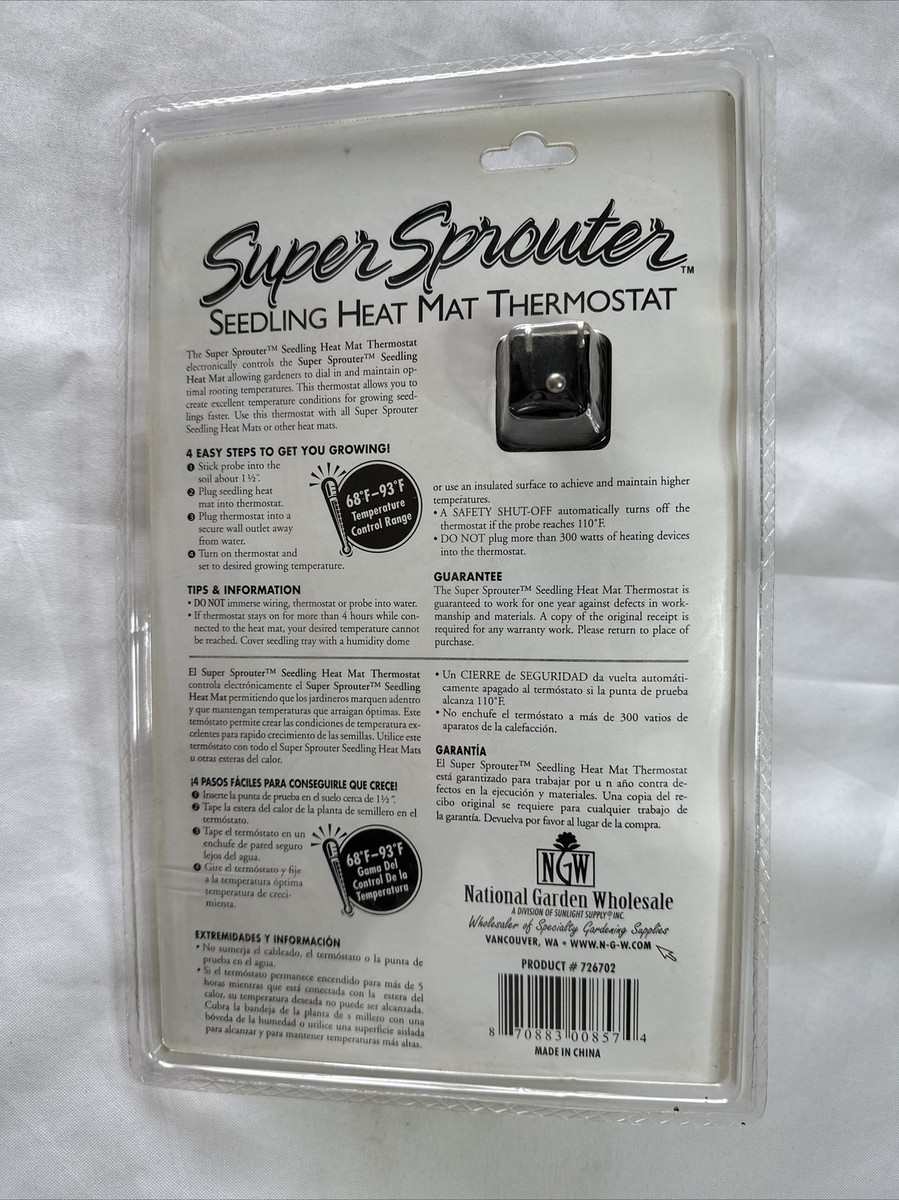 Super Sprouter™
SEEDLING HEAT MAT THERMOSTAT
The Super Sprouter™ Seedling Heat Mat Thermostat
electronically controls the Super Sprouter™ Seedling
Heat Mat allowing gardeners to dial in and maintain op-
timal rooting temperatures. This thermostat allows you to
create excellent temperature conditions for growing seed-
lings faster. Use this thermostat with all Super Sprouter
Seedling Heat Mats or other heat mats.
4 EASY STEPS TO GET YOU GROWING!
❶ Stick probe into the
soil about 1½".
❷ Plug seedling heat
mat into thermostat.
❸ Plug thermostat into a
secure wall outlet away
from water.
❹ Turn on thermostat and
set to desired growing temperature.
68°F–93°F
Temperature
Control Range
TIPS & INFORMATION
• DO NOT immerse wiring, thermostat or probe into water.
• If thermostat stays on for more than 4 hours while con-
nected to the heat mat, your desired temperature cannot
be reached. Cover seedling tray with a humidity dome
or use an insulated surface to achieve and maintain higher
temperatures.
• A SAFETY SHUT-OFF automatically turns off the
thermostat if the probe reaches 110°F.
• DO NOT plug more than 300 watts of heating devices
into the thermostat.
GUARANTEE
The Super Sprouter™ Seedling Heat Mat Thermostat is
guaranteed to work for one year against defects in work-
manship and materials. A copy of the original receipt is
required for any warranty work. Please return to place of
purchase.
El Super Sprouter™ Seedling Heat Mat Thermostat
controla electrónicamente el Super Sprouter™ Seedling
Heat Mat permitiendo que los jardineros marquen adentro
y que mantengan temperaturas que arraigan óptimas. Este
temóstato permite crear las condiciones de temperatura ex-
celentes para rapido crecimiento de las semillas. Utilice este
termóstato con todo el Super Sprouter Seedling Heat Mats
u otras esteras del calor.
¡4 PASOS FÁCILES PARA CONSEGUIRLE QUE CRECE!
❶ Inserte la punta de prueba en el suelo cerca de 1½".
❷ Tape la estera del calor de la planta de semillero en el
termóstato.
❸ Tape el termóstato en un
enchufe de pared seguro
lejos del agua.
❹ Gire el termóstato y fije
a la temperatura óptima
temperatura de creci-
mienta.
68°F–93°F
Gama Del
Control De la
Temperatura
EXTREMIDADES Y INFORMACIÓN
• No sumerja el cableado, el termóstato o la punta de
prueba en el agua.
• Si el termóstato permanece encendido para más de 5
horas mientras que está conectada con la estera del
calor, su temperatura deseada no puede ser alcanzada.
Cubra la bandeja de la planta de s millero con una
bóveda de la humedad o utilice una superficie aislada
para alcanzar y para mantener temperaturas más altas.
• Un CIERRE de SEGURIDAD da vuelta automáti-
camente apagado al termóstato si la punta de prueba
alcanza 110°F.
• No enchufe el termóstato a más de 300 vatios de
aparatos de la calefacción.
GARANTÍA
El Super Sprouter™ Seedling Heat Mat Thermostat
está garantizado para trabajar por u n año contra de-
fectos en la ejecución y materiales. Una copia del re-
cibo original se requiere para cualquier trabajo de
la garantía. Devuelva por favor al lugar de la compra.
NGW
National Garden Wholesale
A DIVISION OF SUNLIGHT SUPPLY® INC.
Wholesaler of Specialty Gardening Supplies
VANCOUVER, WA • WWW.N-G-W.COM
PRODUCT # 726702
8 70883 00857 4
MADE IN CHINA